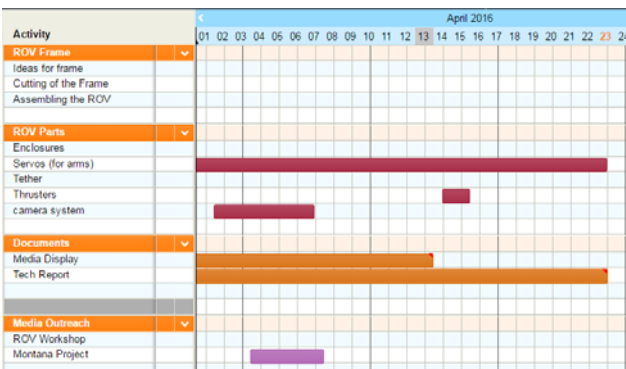 April 2016
Activity 01 02 03 04 05 06 07 08 09 10 11 12 13 14 15 16 17 18 19 20 21 22 23 24
ROV Frame
Ideas for frame
Cutting of the Frame
Assembling the ROV
ROV Parts
Enclosures
Servos (for arms)
Tether
Thrusters
camera system
Documents
Media Display
Tech Report
Media Outreach
ROV Workshop
Montana Project